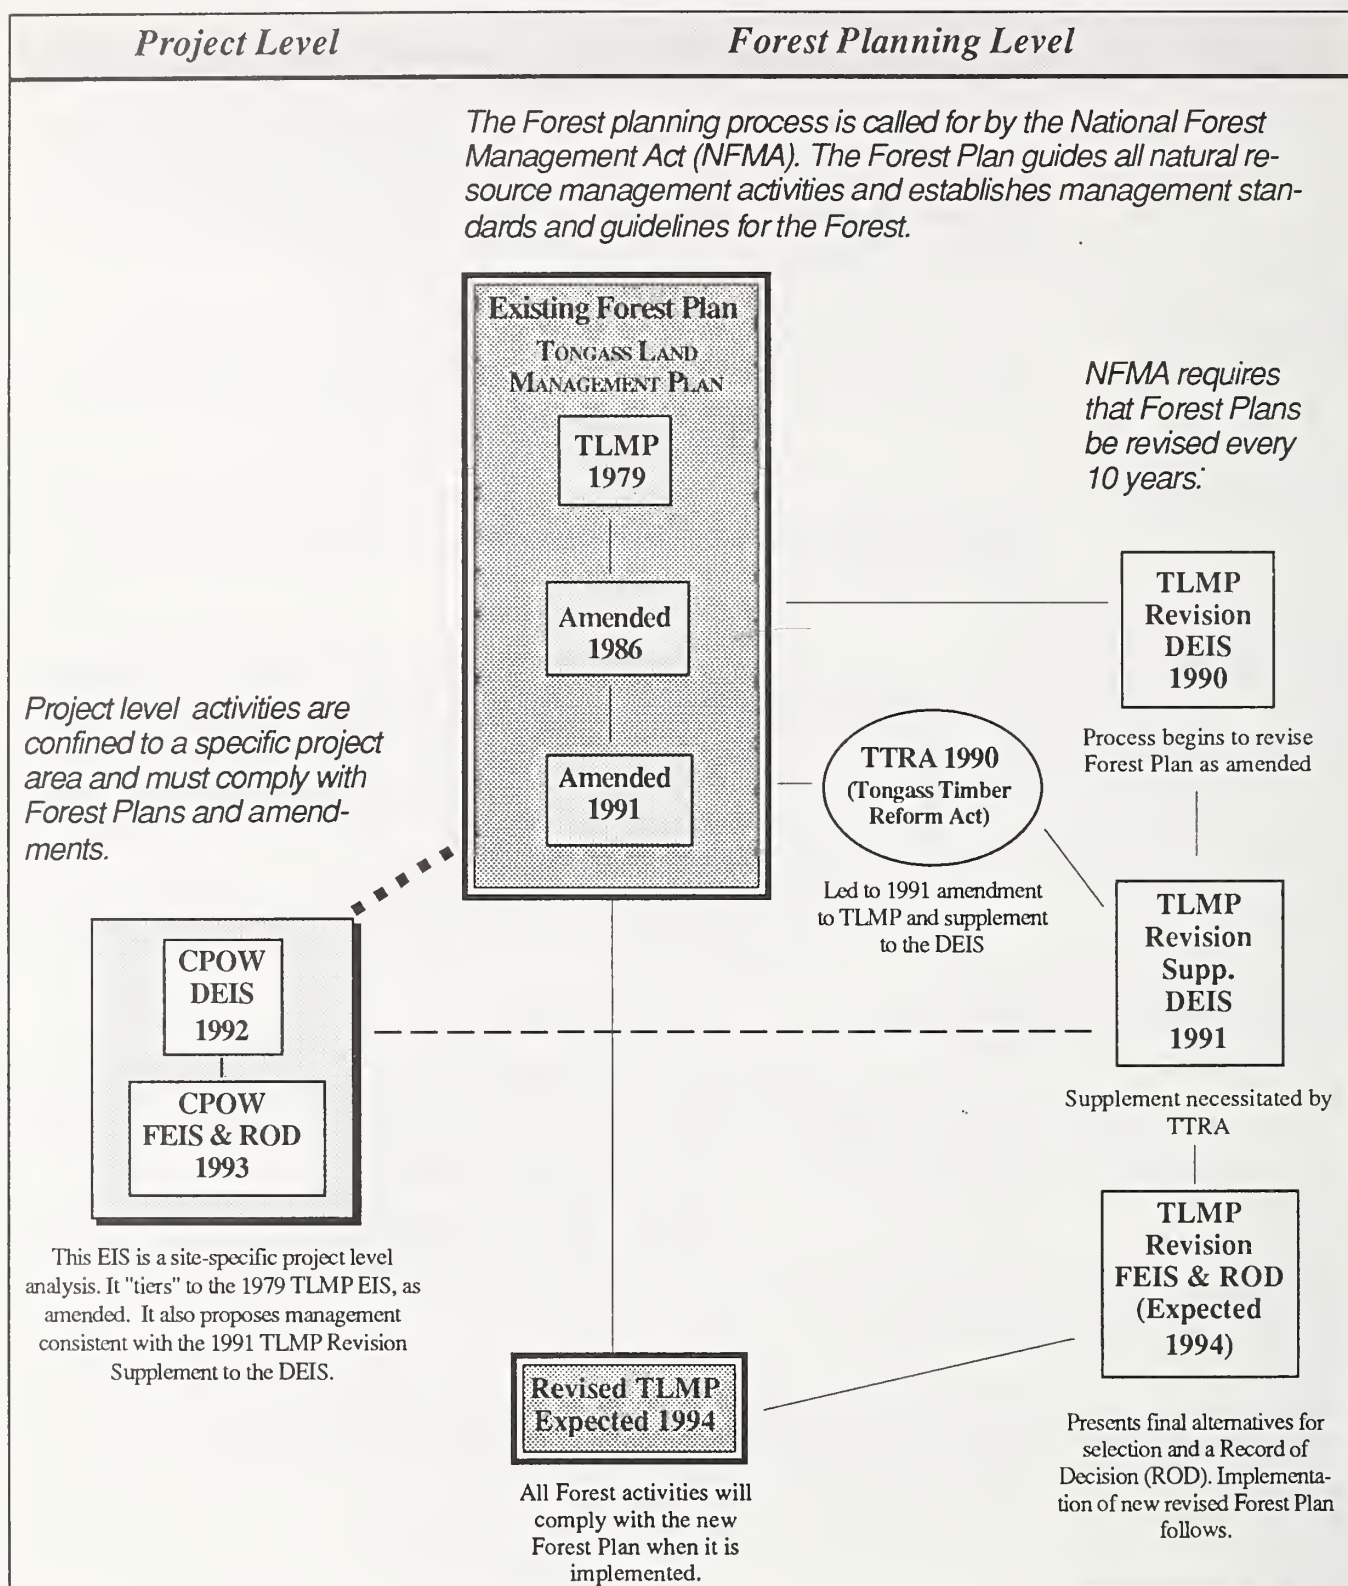 Project Level
Forest Planning Level
The Forest planning process is called for by the National Forest
Management Act (NFMA). The Forest Plan guides all natural re-
source management activities and establishes management stan-
dards and guidelines for the Forest.
Existing Forest Plan
TONGASS LAND
MANAGEMENT PLAN
TLMP
1979
Amended
1986
Amended
1991
NFMA requires
that Forest Plans
be revised every
10 years.
TLMP
Revision
DEIS
1990
Process begins to revise
Forest Plan as amended
TTRA 1990
(Tongass Timber
Reform Act)
Led to 1991 amendment
to TLMP and supplement
to the DEIS
TLMP
Revision
Supp.
DEIS
1991
Supplement necessitated by
TTRA
Project level activities are
confined to a specific project
area and must comply with
Forest Plans and amend-
ments.
CPOW
DEIS
1992
CPOW
FEIS & ROD
1993
This EIS is a site-specific project level
analysis. It "tiers" to the 1979 TLMP EIS, as
amended. It also proposes management
consistent with the 1991 TLMP Revision
Supplement to the DEIS.
TLMP
Revision
FEIS & ROD
(Expected
1994)
Presents final alternatives for
selection and a Record of
Decision (ROD). Implementa-
tion of new revised Forest Plan
follows.
Revised TLMP
Expected 1994
All Forest activities will
comply with the new
Forest Plan when it is
implemented.